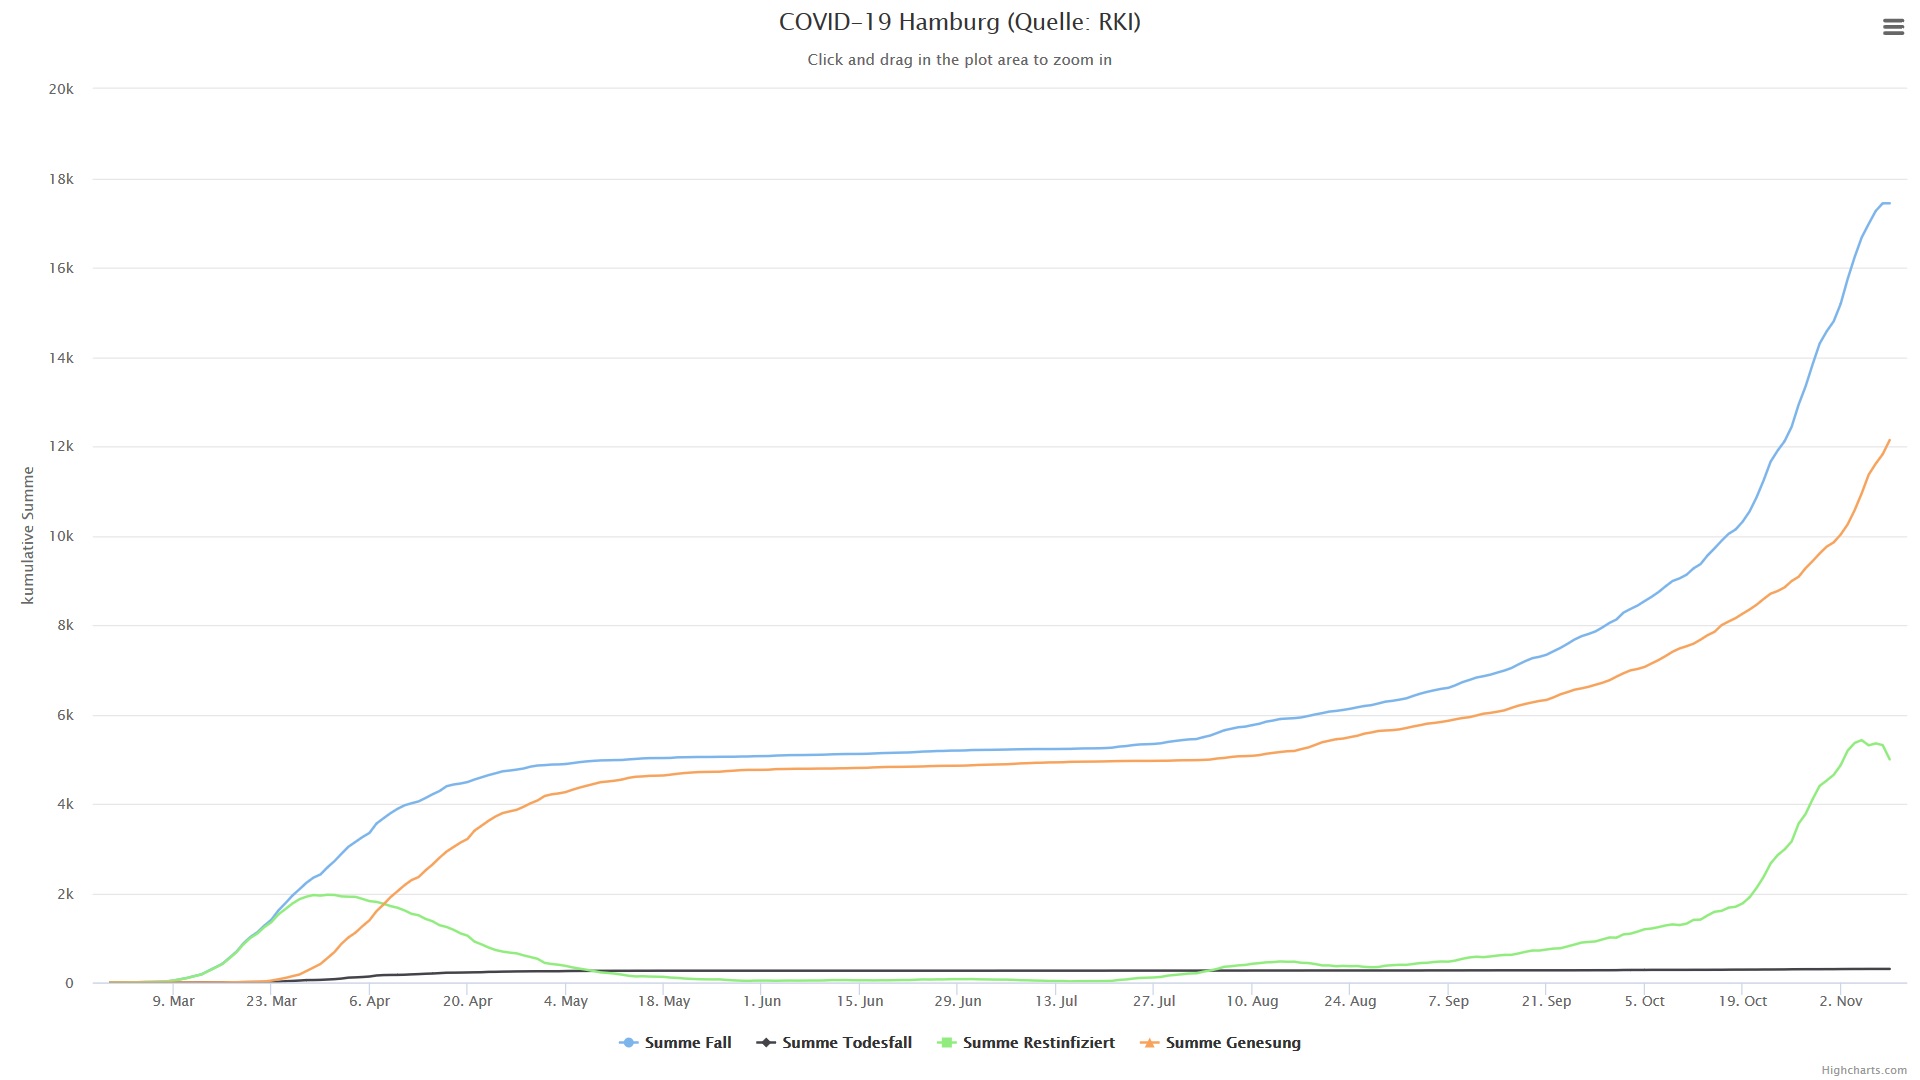 COVID-19 Hamburg (Quelle: RKI)
Click and drag in the plot area to zoom in
kumulative Summe
20k
18k
16k
14k
12k
10k
8k
6k
4k
2k
0
9. Mar
23. Mar
6. Apr
20. Apr
4. May
18. May
1. Jun
15. Jun
29. Jun
13. Jul
27. Jul
10. Aug
24. Aug
7. Sep
21. Sep
5. Oct
19. Oct
2. Nov
Summe Fall
Summe Todesfall
Summe Restinfiziert
Summe Genesung
Highcharts.com